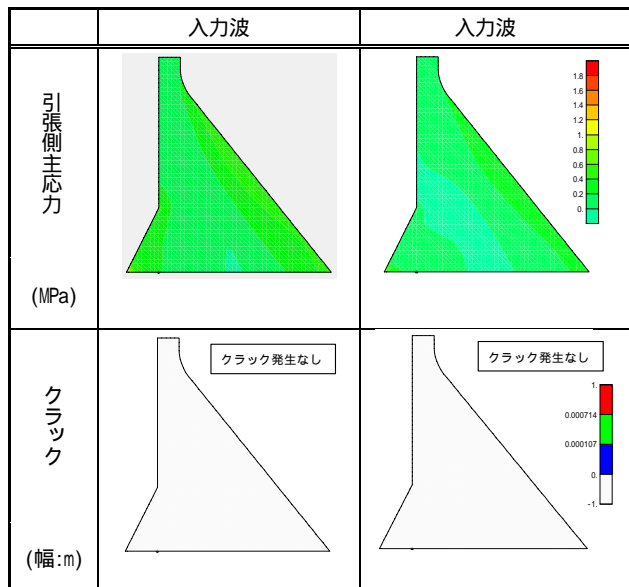 入力波
入力波
引張側主応力
(MPa)
1.8
1.6
1.4
1.2
1.
0.8
0.6
0.4
0.2
0.
クラック
(幅:m)
クラック発生なし
クラック発生なし
1.
0.000714
0.000107
0.
-1.